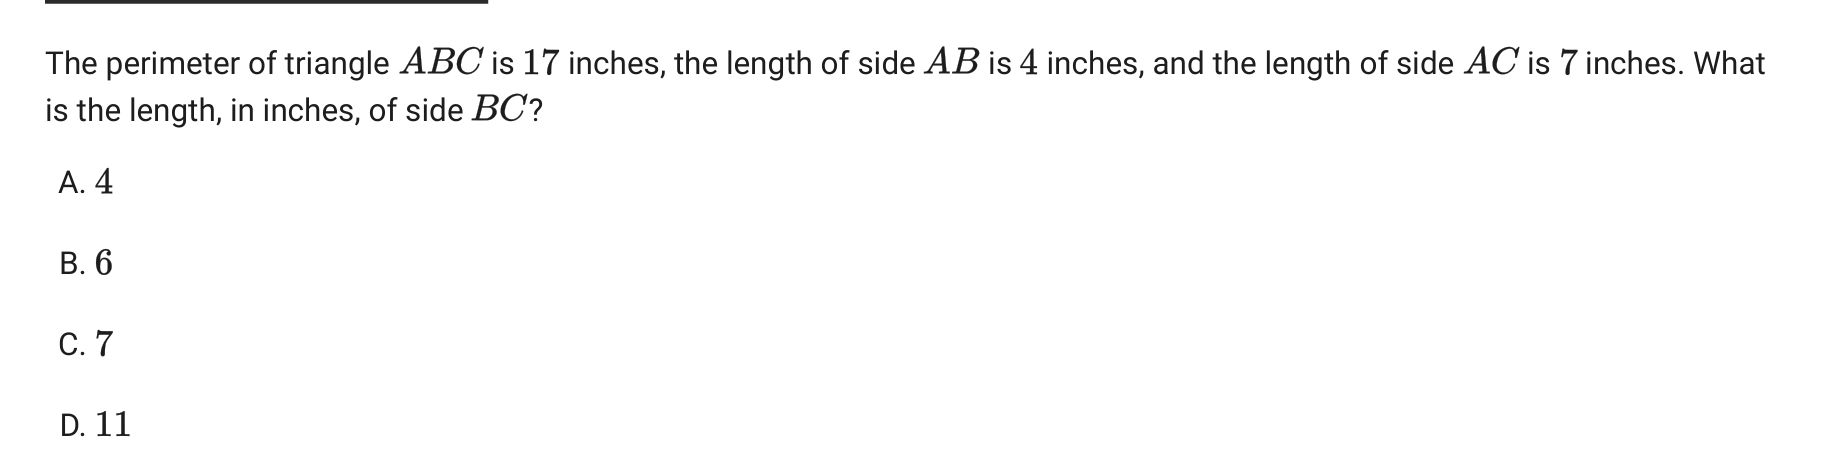 The perimeter of triangle ABC is 17 inches, the length of side AB is 4 inches, and the length of side AC is 7 inches. What
is the length, in inches, of side BC?
A. 4
B. 6
C. 7
D. 11